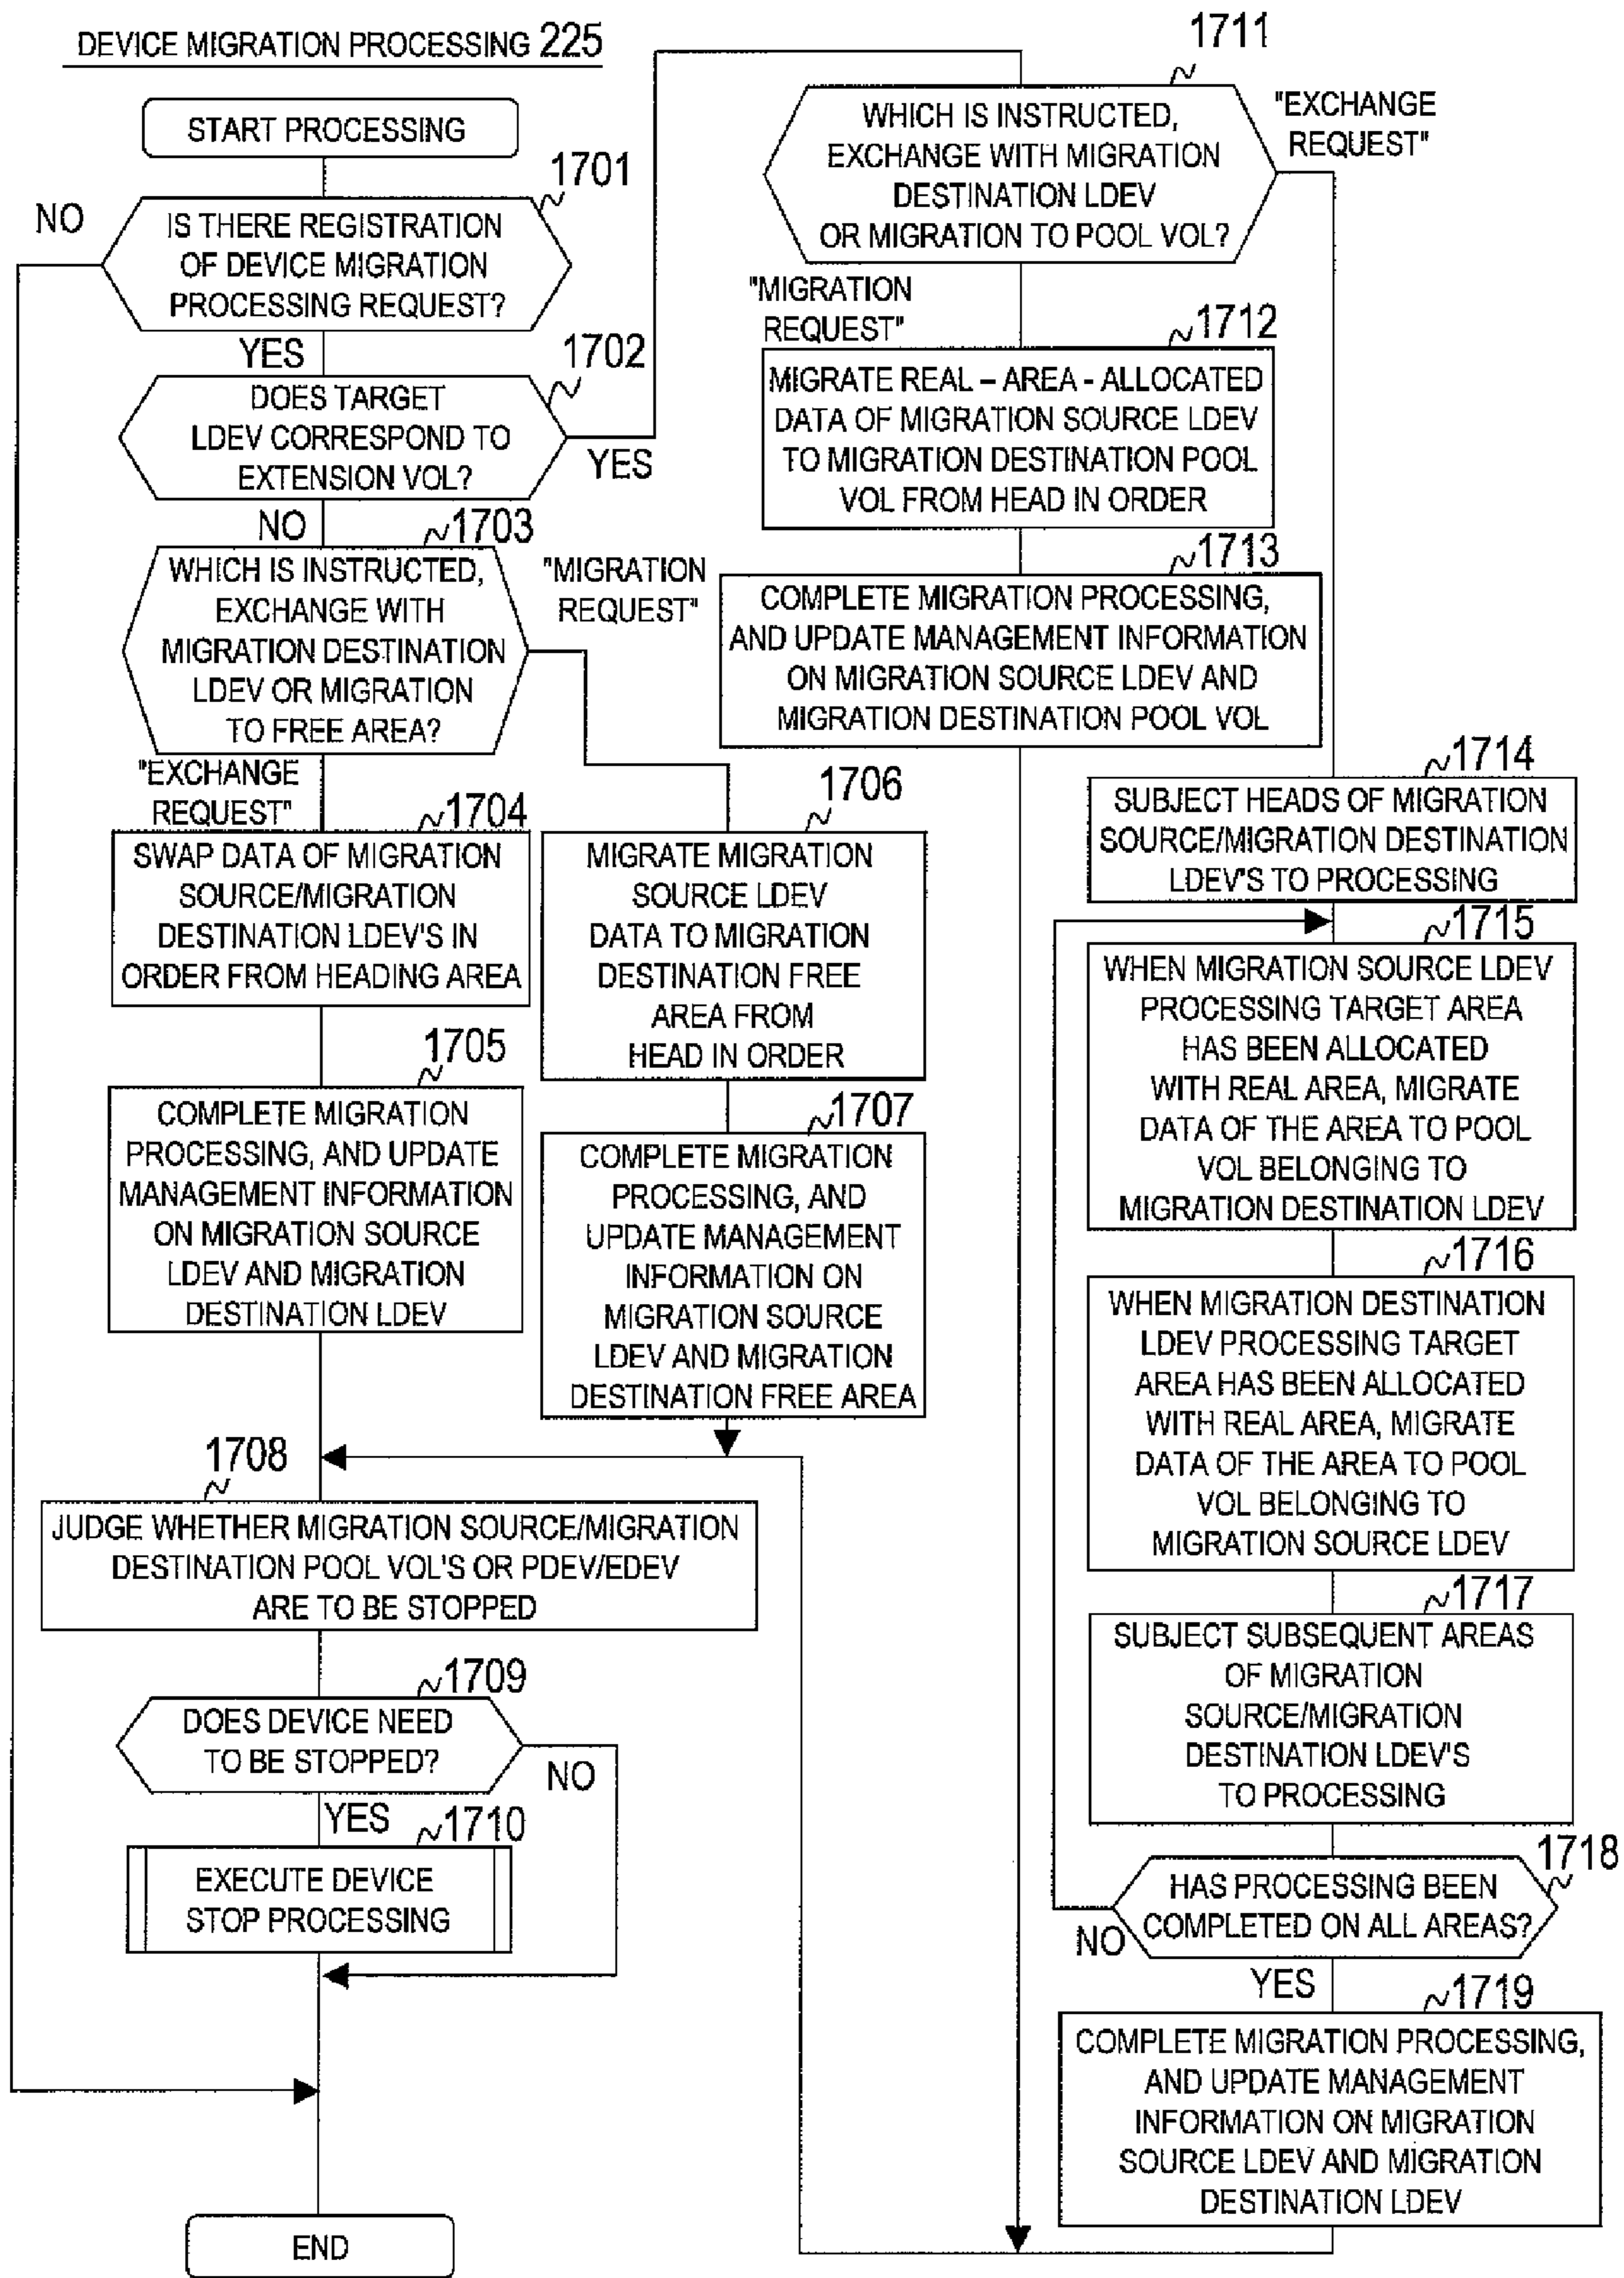 DEVICE MIGRATION PROCESSING 225
START PROCESSING
1701
NO
IS THERE REGISTRATION
OF DEVICE MIGRATION
PROCESSING REQUEST?
YES
1702
DOES TARGET
LDEV CORRESPOND TO
EXTENSION VOL?
YES
NO
1703
WHICH IS INSTRUCTED,
EXCHANGE WITH
MIGRATION DESTINATION
LDEV OR MIGRATION
TO FREE AREA?
"MIGRATION
REQUEST"
"EXCHANGE
REQUEST"
1704
SWAP DATA OF MIGRATION
SOURCE/MIGRATION
DESTINATION LDEV'S IN
ORDER FROM HEADING AREA
1705
COMPLETE MIGRATION
PROCESSING, AND UPDATE
MANAGEMENT INFORMATION
ON MIGRATION SOURCE
LDEV AND MIGRATION
DESTINATION LDEV
1706
MIGRATE MIGRATION
SOURCE LDEV
DATA TO MIGRATION
DESTINATION FREE
AREA FROM
HEAD IN ORDER
1707
COMPLETE MIGRATION
PROCESSING, AND
UPDATE MANAGEMENT
INFORMATION ON
MIGRATION SOURCE
LDEV AND MIGRATION
DESTINATION FREE AREA
1708
JUDGE WHETHER MIGRATION SOURCE/MIGRATION
DESTINATION POOL VOL'S OR PDEV/EDEV
ARE TO BE STOPPED
1709
DOES DEVICE NEED
TO BE STOPPED?
NO
YES
1710
EXECUTE DEVICE
STOP PROCESSING
END
1711
WHICH IS INSTRUCTED,
EXCHANGE WITH MIGRATION
DESTINATION LDEV
OR MIGRATION TO POOL VOL?
"EXCHANGE
REQUEST"
"MIGRATION
REQUEST"
1712
MIGRATE REAL – AREA - ALLOCATED
DATA OF MIGRATION SOURCE LDEV
TO MIGRATION DESTINATION POOL
VOL FROM HEAD IN ORDER
1713
COMPLETE MIGRATION PROCESSING,
AND UPDATE MANAGEMENT INFORMATION
ON MIGRATION SOURCE LDEV AND
MIGRATION DESTINATION POOL VOL
1714
SUBJECT HEADS OF MIGRATION
SOURCE/MIGRATION DESTINATION
LDEV'S TO PROCESSING
1715
WHEN MIGRATION SOURCE LDEV
PROCESSING TARGET AREA
HAS BEEN ALLOCATED
WITH REAL AREA, MIGRATE
DATA OF THE AREA TO POOL
VOL BELONGING TO
MIGRATION DESTINATION LDEV
1716
WHEN MIGRATION DESTINATION
LDEV PROCESSING TARGET
AREA HAS BEEN ALLOCATED
WITH REAL AREA, MIGRATE
DATA OF THE AREA TO POOL
VOL BELONGING TO
MIGRATION SOURCE LDEV
1717
SUBJECT SUBSEQUENT AREAS
OF MIGRATION
SOURCE/MIGRATION
DESTINATION LDEV'S
TO PROCESSING
1718
HAS PROCESSING BEEN
COMPLETED ON ALL AREAS?
NO
YES
1719
COMPLETE MIGRATION PROCESSING,
AND UPDATE MANAGEMENT
INFORMATION ON MIGRATION
SOURCE LDEV AND MIGRATION
DESTINATION LDEV